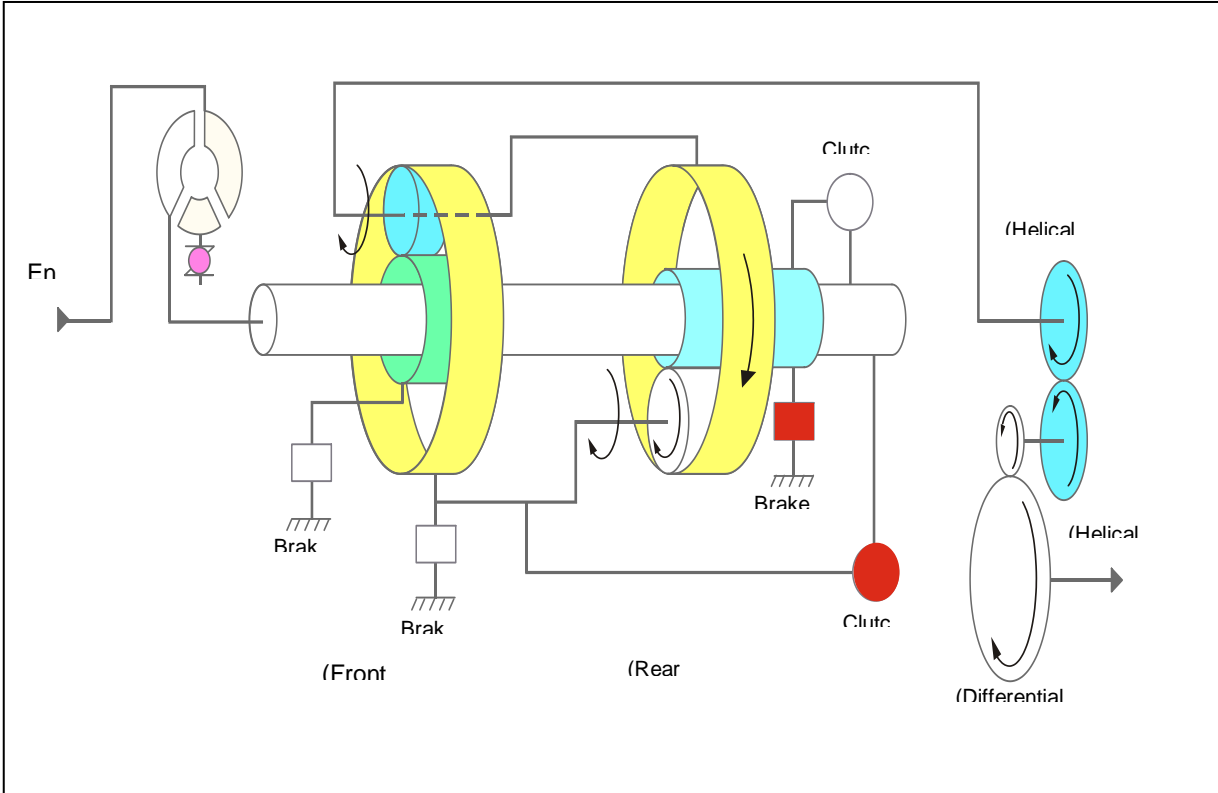 Clutc
(Helical
En
Brake
(Helical
Brak
Clutc
Brak
(Front
(Rear
(Differential